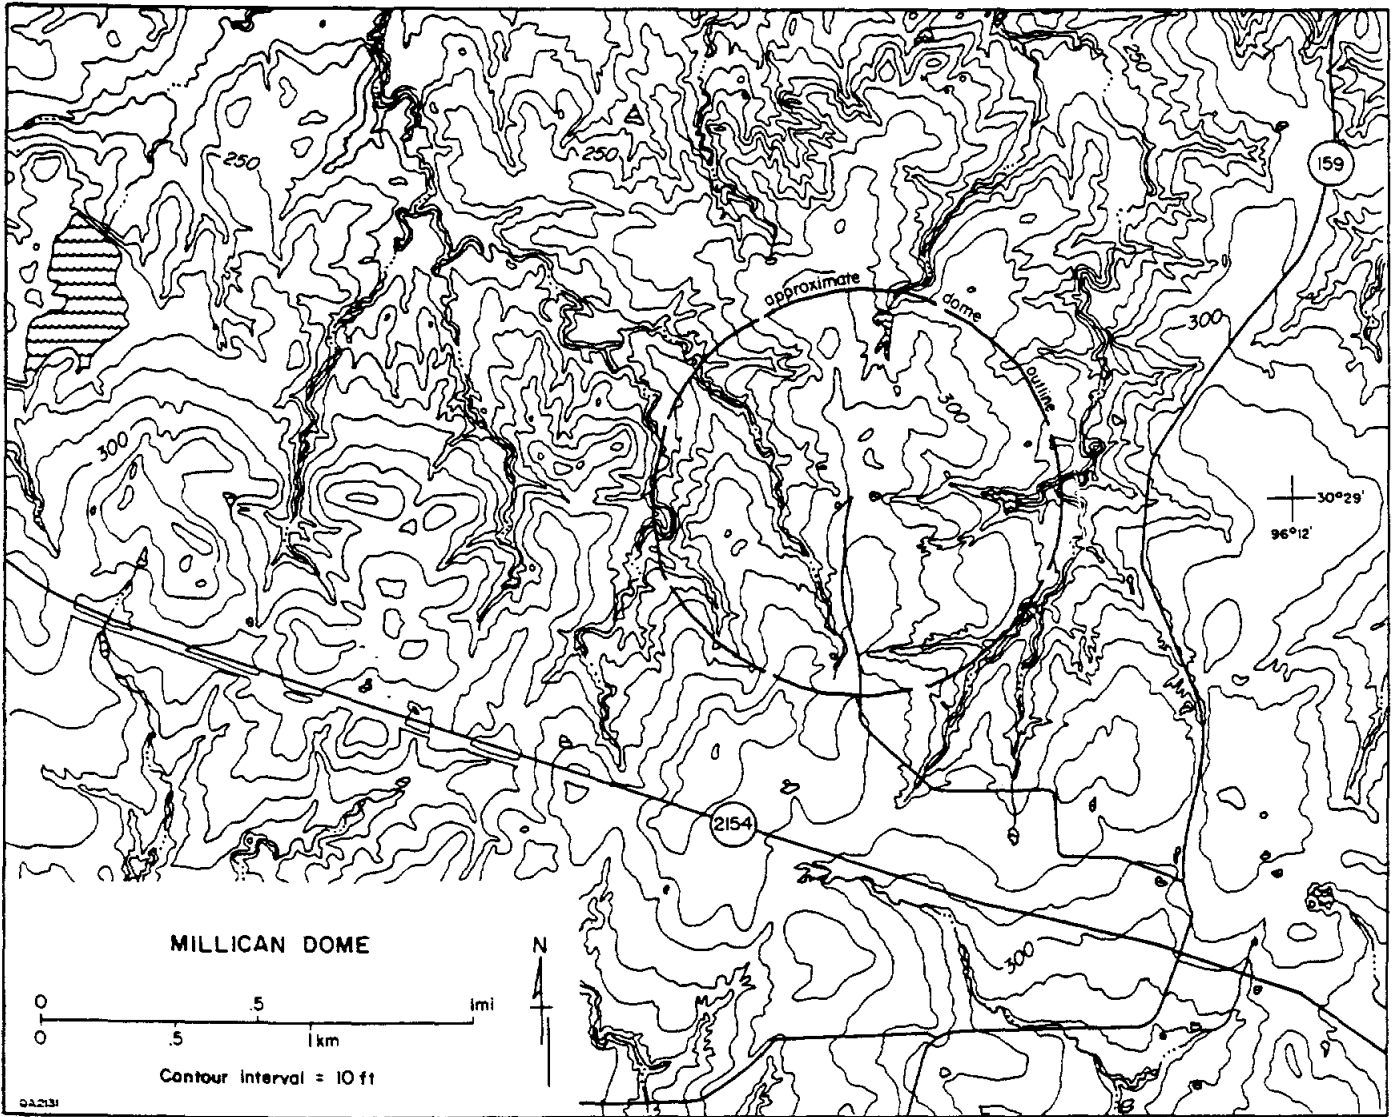 250
159
250
250
approximate
dome
outline
300
300
300
30°29'
96°12'
2154
300
MILLICAN DOME
N
0 .5 1mi
0 .5 1km
Contour interval = 10 ft
QA2131